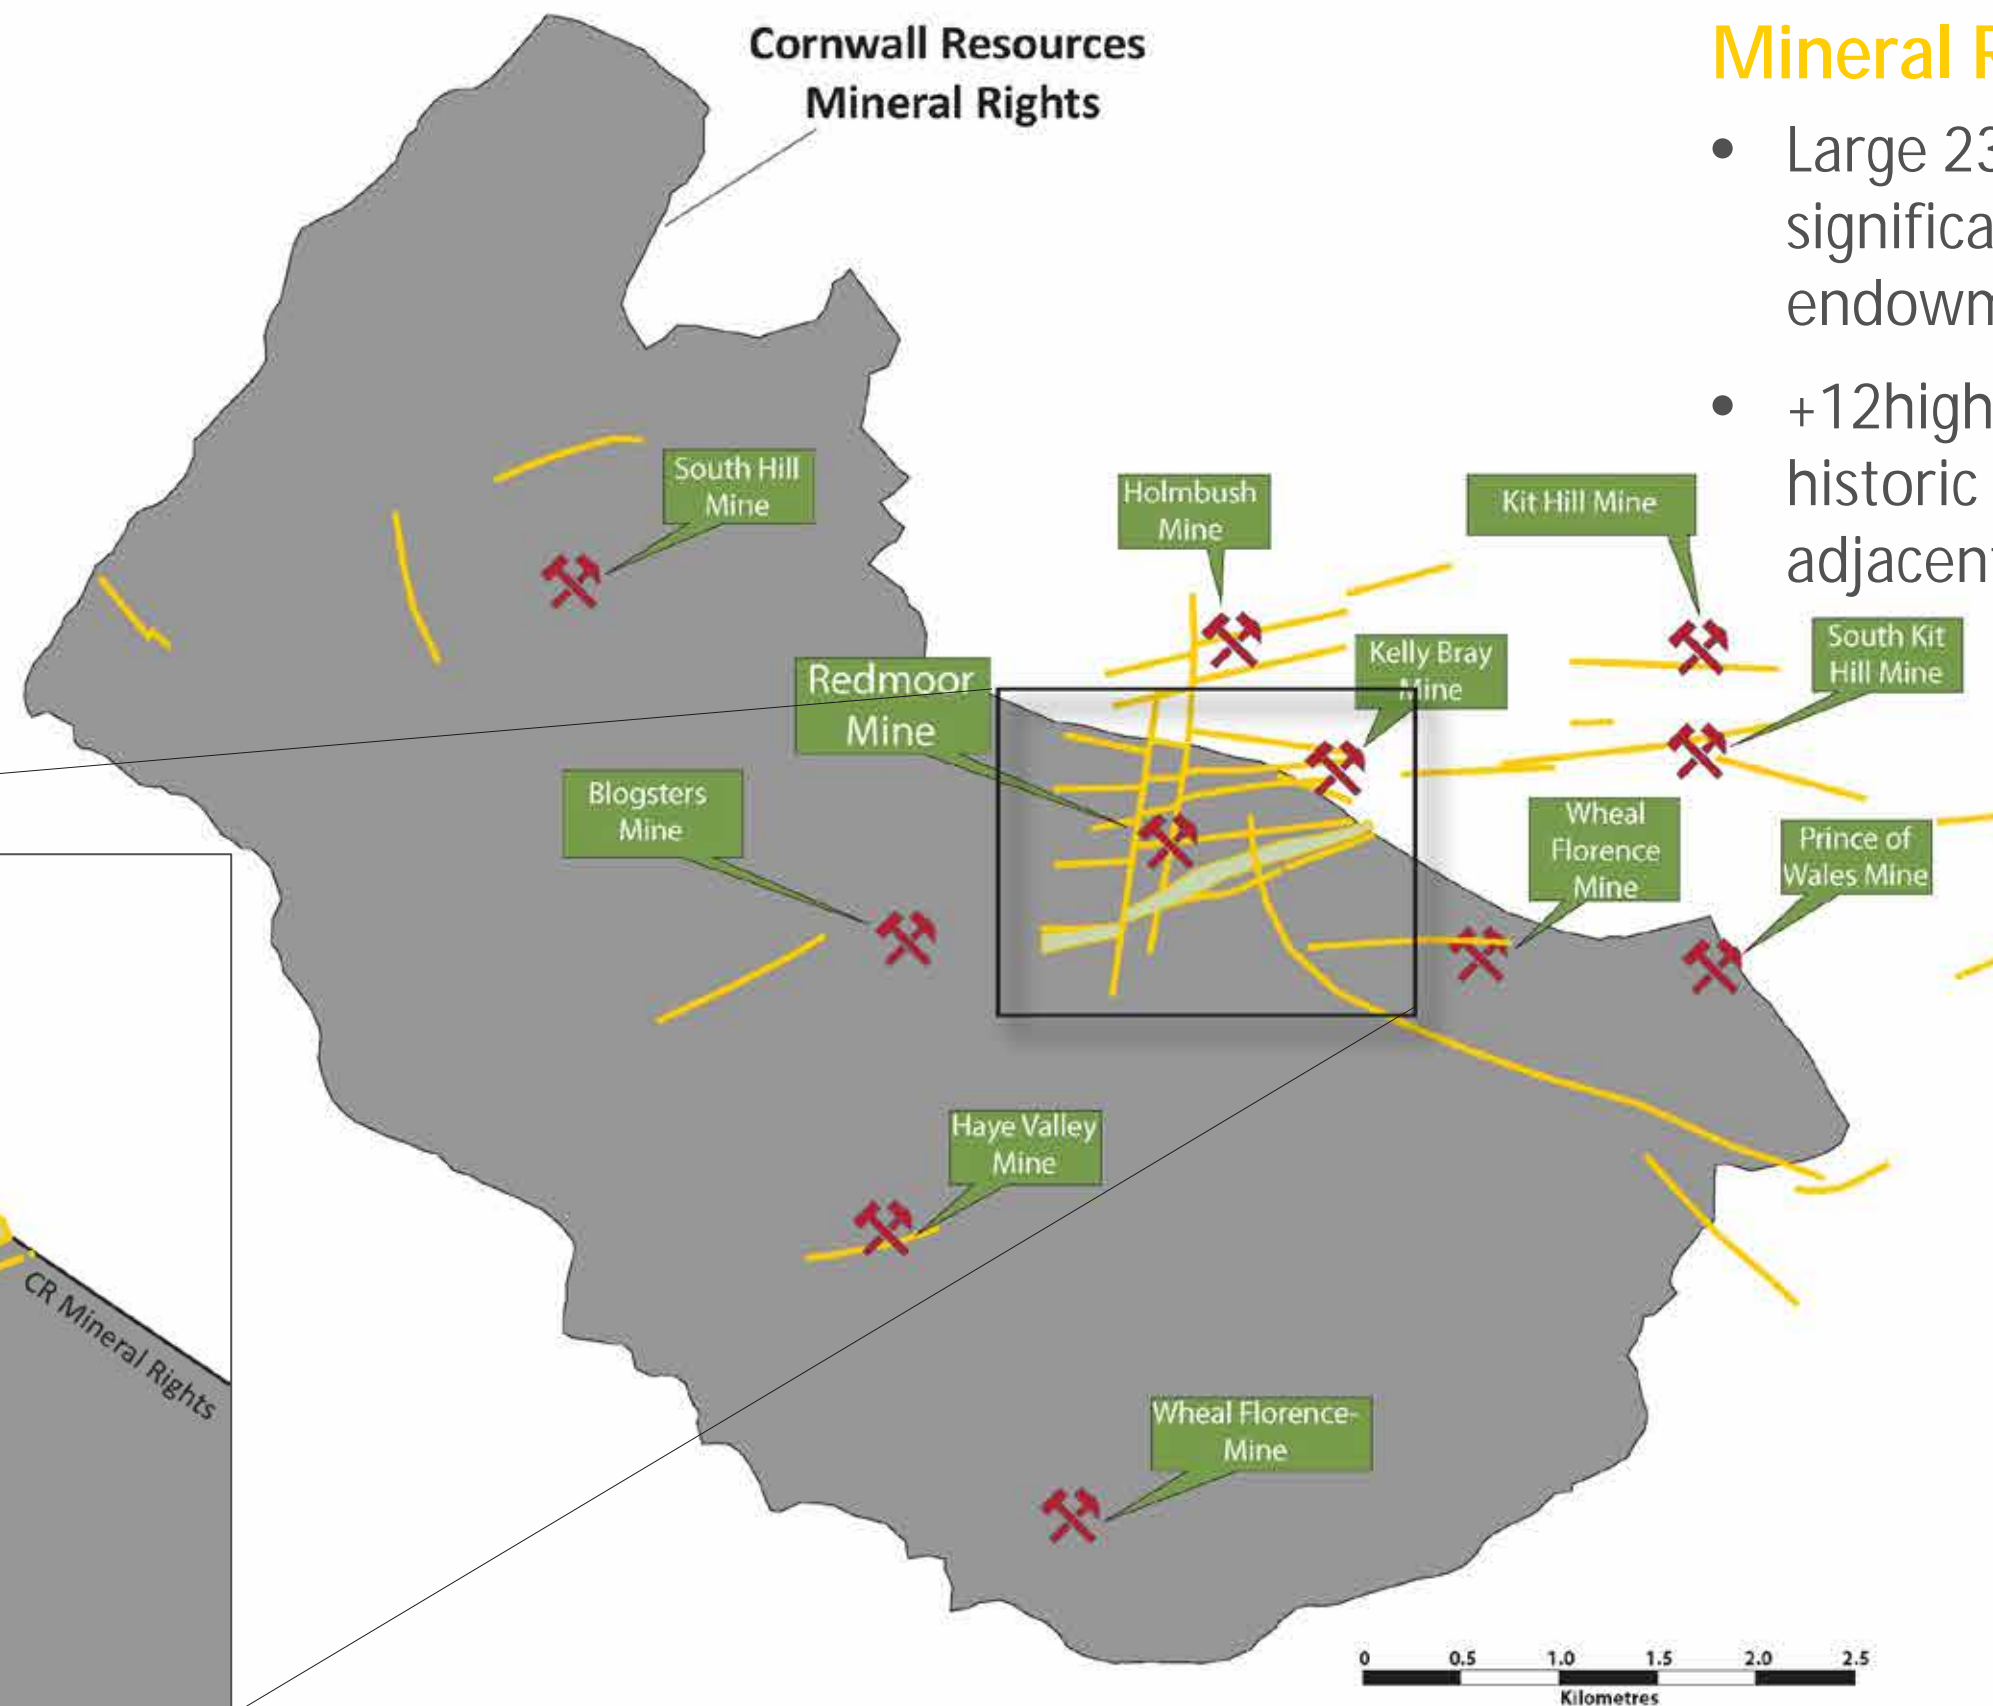 Cornwall Resources
Mineral Rights
Mineral R
• Large 23
significa
endown
• +12high
historic
adjacent
South Hill
Mine
Holmbush
Mine
Kit Hill Mine
Kelly Bray
Mine
South Kit
Hill Mine
Redmoor
Mine
Blogsters
Mine
Wheal
Florence
Mine
Prince of
Wales Mine
Haye Valley
Mine
CR Mineral Rights
Wheal Florence-
Mine
0 0.5 1.0 1.5 2.0 2.5
Kilometres